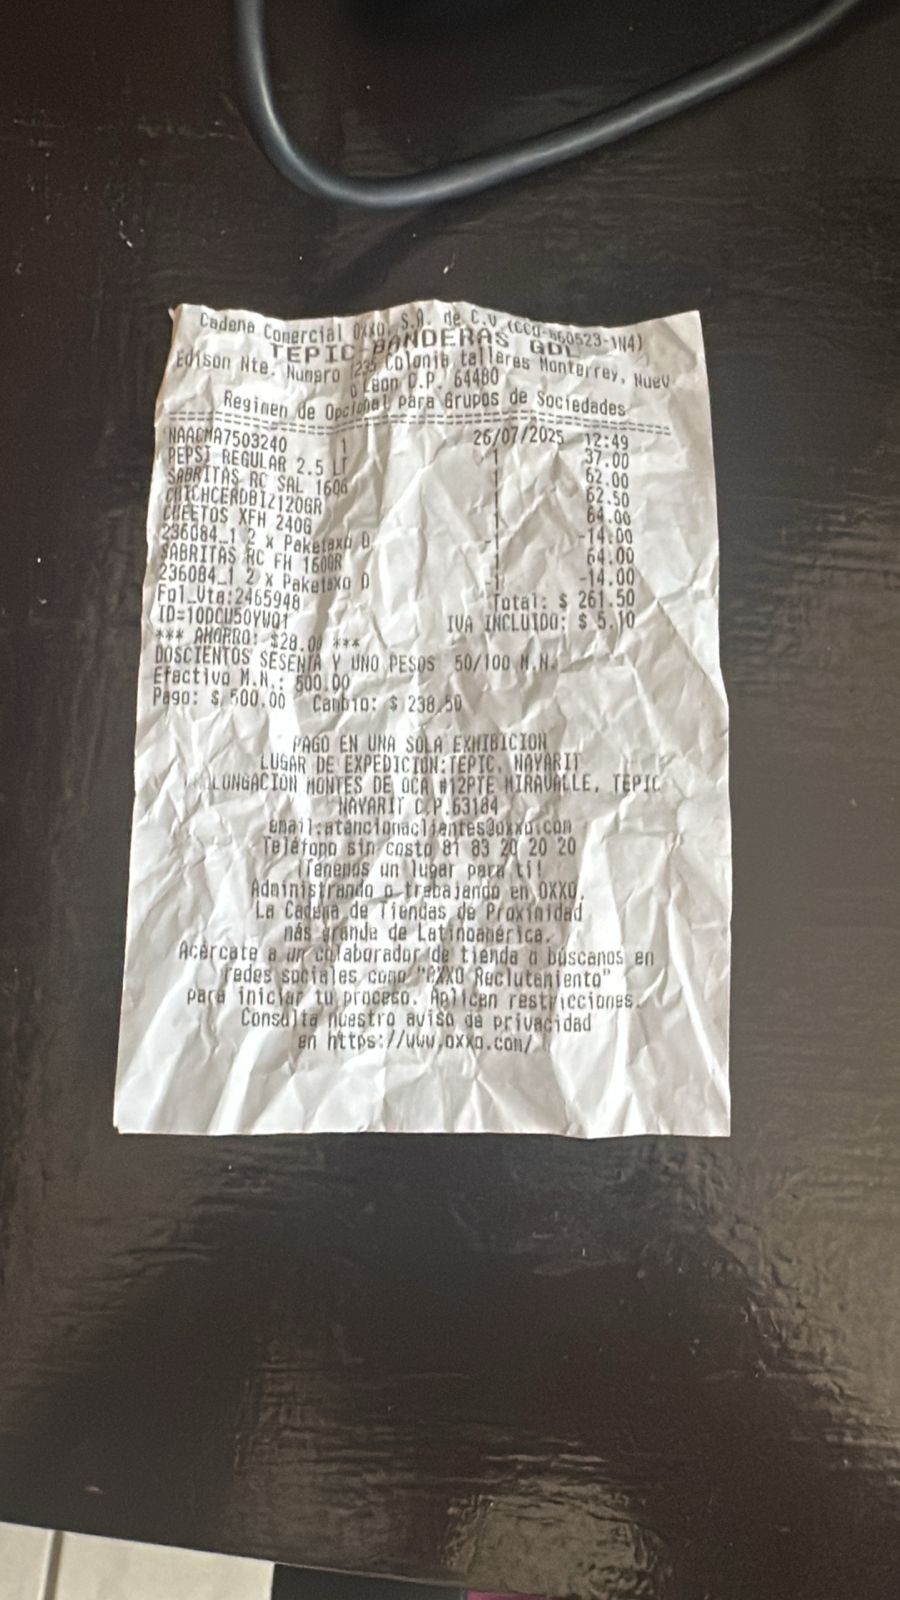 Cadena Comercial OXXO, S.A. de C.V.(CCO-860523-1N4)
TEPIC BANDERAS GDL
Edison Nte. Numero 1235 Colonia talleres Monterrey, Nuev
o Leon C.P. 64480
Regimen de Opcional para Grupos de Sociedades
NAACMA7503240 1 26/07/2025 12:49
PEPSI REGULAR 2.5 LT 1 37.00
SABRITAS RC SAL 160G 1 62.00
CHICHCERDBIZ120GR 1 62.50
CHEETOS XFH 240G 1 64.00
236084_1 2 x Paketaxo D -1 -14.00
SABRITAS RC FH 160GR 1 64.00
236084_1 2 x Paketaxo D -1 -14.00
Fol_Vta:2465948 Total: $ 261.50
ID=10DCU50YWQ1 IVA INCLUIDO: $ 5.10
*** AHORRO: $28.00 ***
DOSCIENTOS SESENTA Y UNO PESOS 50/100 M.N.
Efectivo M.N.: 500.00
Pago: $ 500.00 Cambio: $ 238.50
PAGO EN UNA SOLA EXHIBICION
LUGAR DE EXPEDICION:TEPIC, NAYARIT
LONGACION MONTES DE OCA #12PTE MIRAVALLE, TEPIC
NAYARIT C.P.63184
email:atencionaclientes@oxxo.com
Teléfono sin costo 81 83 20 20 20
¡Tenemos un lugar para ti!
Administrando o trabajando en OXXO.
La Cadena de Tiendas de Proximidad
más grande de Latinoamérica.
Acércate a un colaborador de tienda o búscanos en
redes sociales como "OXXO Reclutamiento"
para iniciar tu proceso. Aplican restricciones.
Consulta nuestro aviso de privacidad
en https://www.oxxo.com/